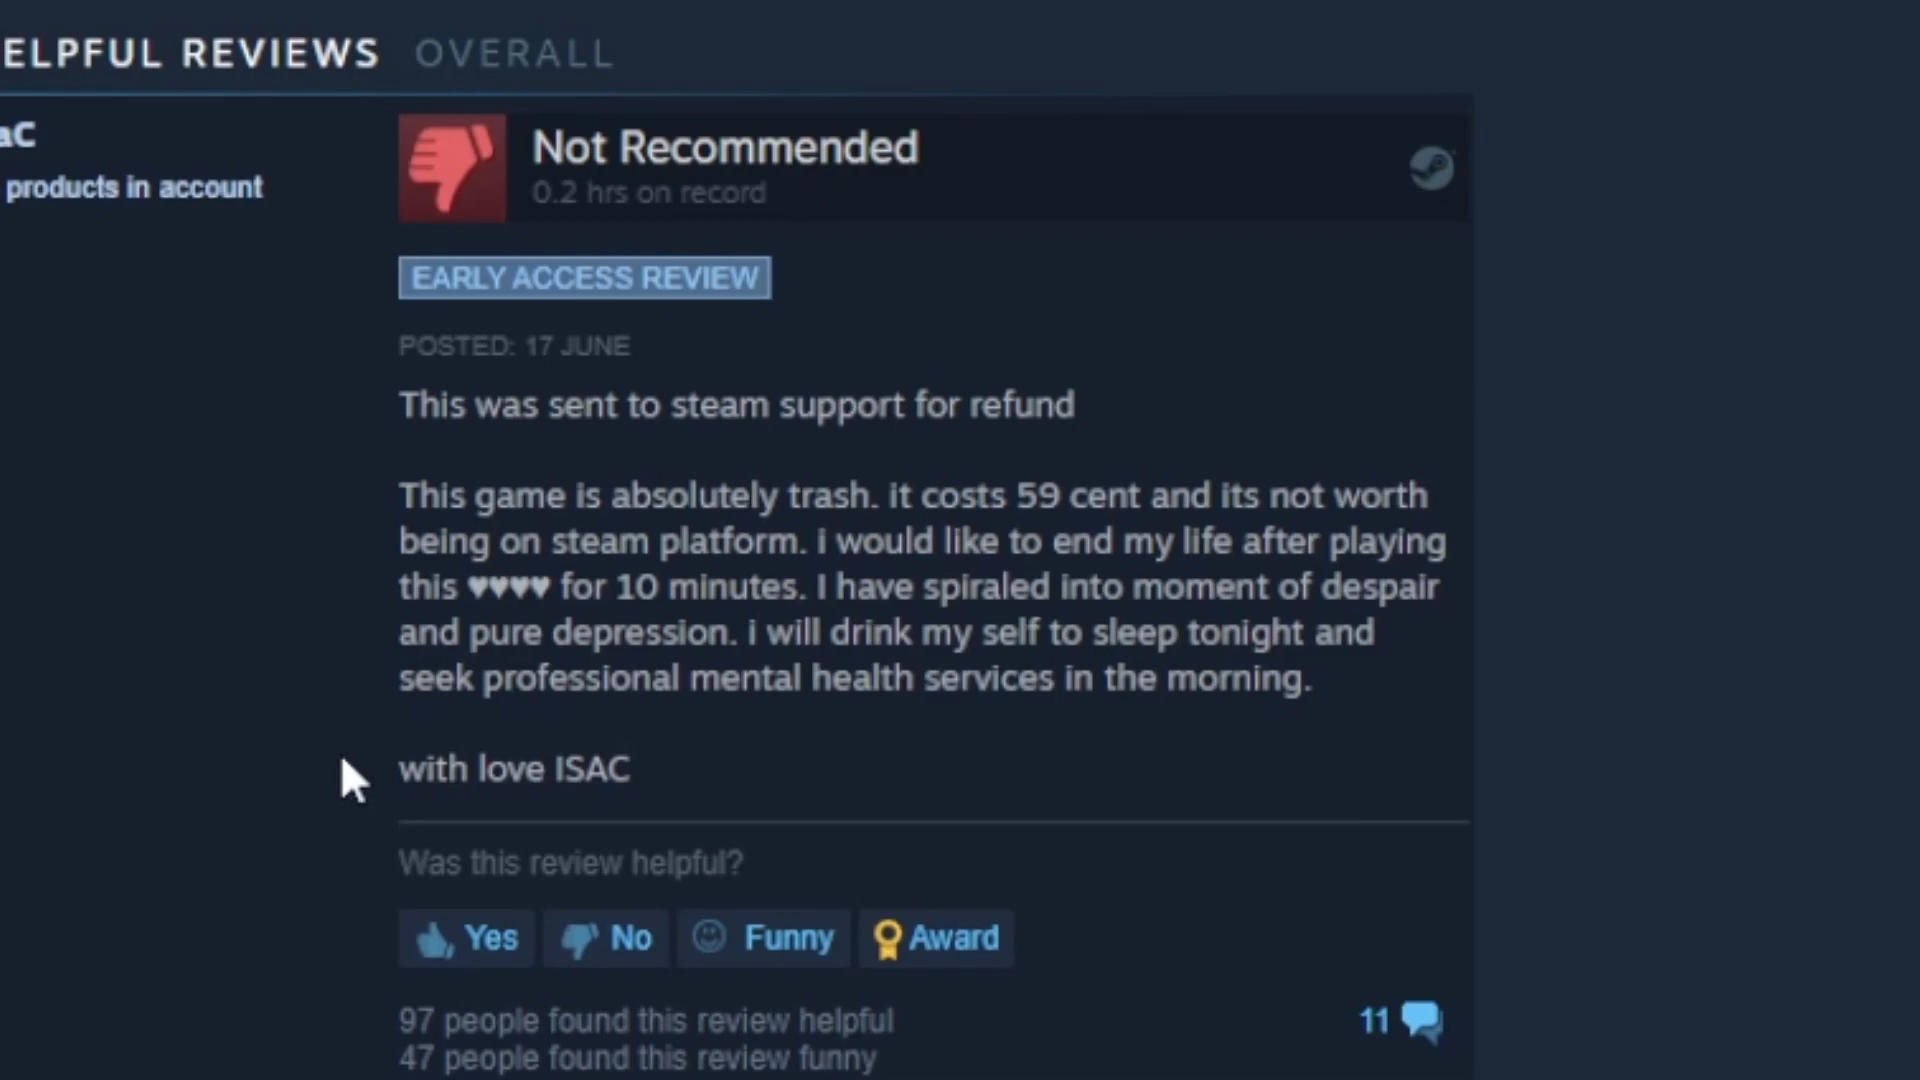 ELPFUL REVIEWS OVERALL
aC
products in account
Not Recommended
0.2 hrs on record
EARLY ACCESS REVIEW
POSTED: 17 JUNE
This was sent to steam support for refund
This game is absolutely trash. it costs 59 cent and its not worth
being on steam platform. i would like to end my life after playing
this ♥♥♥♥ for 10 minutes. I have spiraled into moment of despair
and pure depression. i will drink my self to sleep tonight and
seek professional mental health services in the morning.
with love ISAC
Was this review helpful?
Yes No Funny Award
97 people found this review helpful
11
47 people found this review funny